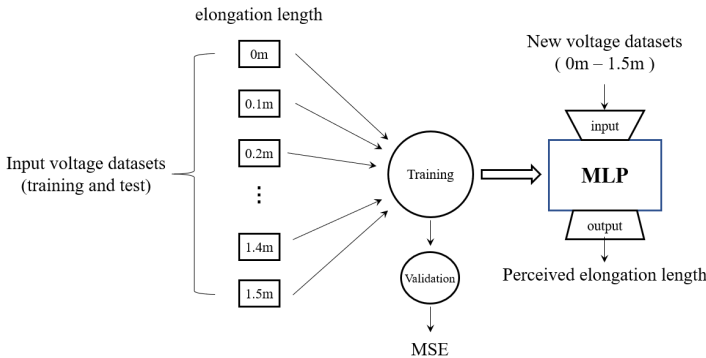 elongation length
0m
0.1m
0.2m
⋮
1.4m
1.5m
Input voltage datasets
(training and test)
Training
Validation
MSE
New voltage datasets
( 0m – 1.5m )
input
MLP
output
Perceived elongation length